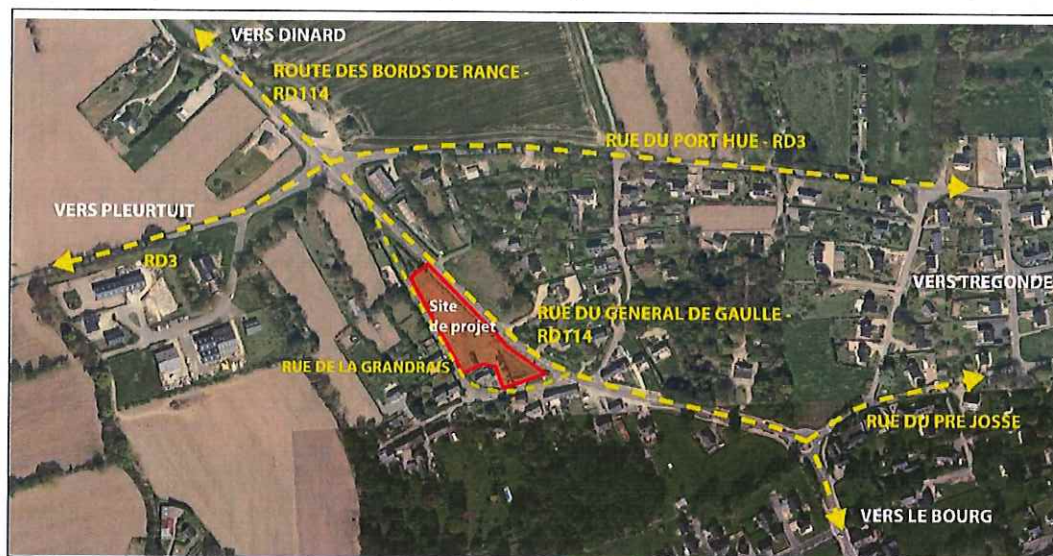 VERS DINARD
ROUTE DES BORDS DE RANCE -
RD114
RUE DU PORT HUE - RD3
VERS PLEURTUIT
RD3
VERS TREGONDE
Site
de projet
RUE DU GENERAL DE GAULLE -
RD114
RUE DE LA GRANDRAIS
RUE DU PRE JOSSE
VERS LE BOURG